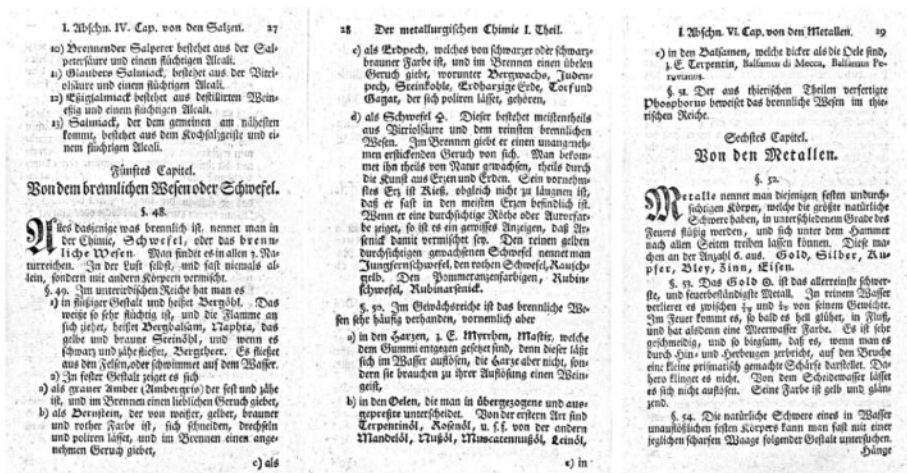 I. Abschn. IV. Cap. von den Salzen. 27
10) Brennender Salpeter bestehet aus der Sal-
petersäure und einem flüchtigen Alcali.
11) Glaubers Salmiack, bestehet aus der Vitri-
olsäure und einem flüchtigen Alcali.
12) Eßigsalmiack bestehet aus destilirten Wein-
eßig und einem flüchtigen Alcali.
13) Salmiack, der dem gemeinen am nähesten
kommt, bestehet aus dem Kochsalzgeiste und ei-
nem flüchtigen Alcali.
Fünftes Capitel.
Von dem brennlichen Wesen oder Schwefel.
§. 48.
Alles dasjenige was brennlich ist, nennet man in
der Chimie, Schwefel, oder das brenn-
liche Wesen. Man findet es in allen 3. Na-
turreichen. In der Luft selbst, und fast niemals al-
lein, sondern mit andern Körpern vermischt.
§. 49. Im unterirdischen Reiche hat man es
1) in flüßiger Gestalt und heißet Bergöhl. Das
weiße so sehr flüchtig ist, und die Flamme an
sich ziehet, heißet Bergbalsam, Naphta, das
gelbe und braune Steinöhl, und wenn es
schwarz und zähe fließet, Bergtheer. Es fließet
aus den Felsen, oder schwimmet auf dem Wasser.
2) In fester Gestalt zeiget es sich
a) als grauer Amber (Ambergris) der fest und zähe
ist, und im Brennen einen lieblichen Geruch giebet,
b) als Bernstein, der von weißer, gelber, brauner
und rother Farbe ist, sich schneiden, drechseln
und poliren lässet, und im Brennen einen ange-
nehmen Geruch giebet,
c) als
28 Der metallurgischen Chimie I. Theil.
c) als Erdpech, welches von schwarzer oder schwarz-
brauner Farbe ist, und im Brennen einen übelen
Geruch giebt, worunter Bergwachs, Juden-
pech, Steinkohle, Erdharzige Erde, Torf und
Gagat, der sich poliren lässet, gehören,
d) als Schwefel 🜍. Dieser bestehet meistentheils
aus Vitriolsäure und dem reinsten brennlichen
Wesen. Im Brennen giebt er einen unangeneh-
men erstickenden Geruch von sich. Man bekom-
met ihn theils von Natur gewachsen, theils durch
die Kunst aus Erzen und Erden. Sein vornehm-
stes Erz ist Kieß, obgleich nicht zu läugnen ist,
daß er fast in den meisten Erzen befindlich ist.
Wenn er eine durchsichtige Röthe oder Aurorfar-
be zeiget, so ist es ein gewisses Anzeigen, daß Ar-
senick damit vermischet sey. Den reinen gelben
durchsichtigen gewachsenen Schwefel nennet man
Jungfernschwefel, den rothen Schwefel, Rausch-
gelb. Den Pommeranzenfarbigen, Rubin-
schwefel, Rubinarsenick.
§. 50. Im Gewächsreiche ist das brennliche We-
sen sehr häufig verhanden, vornemlich aber
a) in den Harzen, z. E. Myrrhen, Mastix, welche
dem Gummi entgegen gesetzet sind, denn dieser läßt
sich im Wasser auflösen, die Harze aber nicht, son-
dern sie brauchen zu ihrer Auflösung einen Wein-
geist,
b) in den Oelen, die man in übergezogene und aus-
gepreßte unterscheidet. Von der erstern Art sind
Terpentinöl, Rosenöl, u. s. f. von der andern
Mandelöl, Nußöl, Muscatennußöl, Leinöl,
c) in
I. Abschn. VI. Cap. von den Metallen. 29
c) in den Balsamen, welche dicker als die Oele sind,
z. E. Terpentin, Balsamus di Mecca, Balsamus Pe-
ruvianus.
§. 51. Der aus thierischen Theilen verfertigte
Phosphorus beweiset das brennliche Wesen im thie-
rischen Reiche.
Sechstes Capitel.
Von den Metallen.
§. 52.
Metalle nennet man diejenigen festen undurch-
sichtigen Körper, welche die größte natürliche
Schwere haben, in unterschiedenem Grade des
Feuers flüßig werden, und sich unter dem Hammer
nach allen Seiten treiben lassen können. Diese ma-
chen an der Anzahl 6. aus. Gold, Silber, Ku-
pfer, Bley, Zinn, Eisen.
§. 53. Das Gold ☉. ist das allerreinste schwer-
ste, und feuerbeständigste Metall. In reinem Wasser
verlieret es zwischen und von seinem Gewichte.
Im Feuer kommt es, so bald es hell glühet, in Fluß,
und hat alsdenn eine Meerwasser Farbe. Es ist sehr
geschmeidig, und so biegsam, daß es, wenn man es
durch Hin- und Herbeugen zerbricht, auf den Bruche
eine kleine prismatisch gemachte Schärfe darstellet. Da-
hero klinget es nicht. Von dem Scheidewasser lässet
es sich nicht auflösen. Seine Farbe ist gelb und glän-
zend.
§. 54. Die natürliche Schwere eines in Wasser
unauflöslichen festen Körpers kann man fast mit einer
jeglichen scharfen Waage folgender Gestalt untersuchen.
Hänge